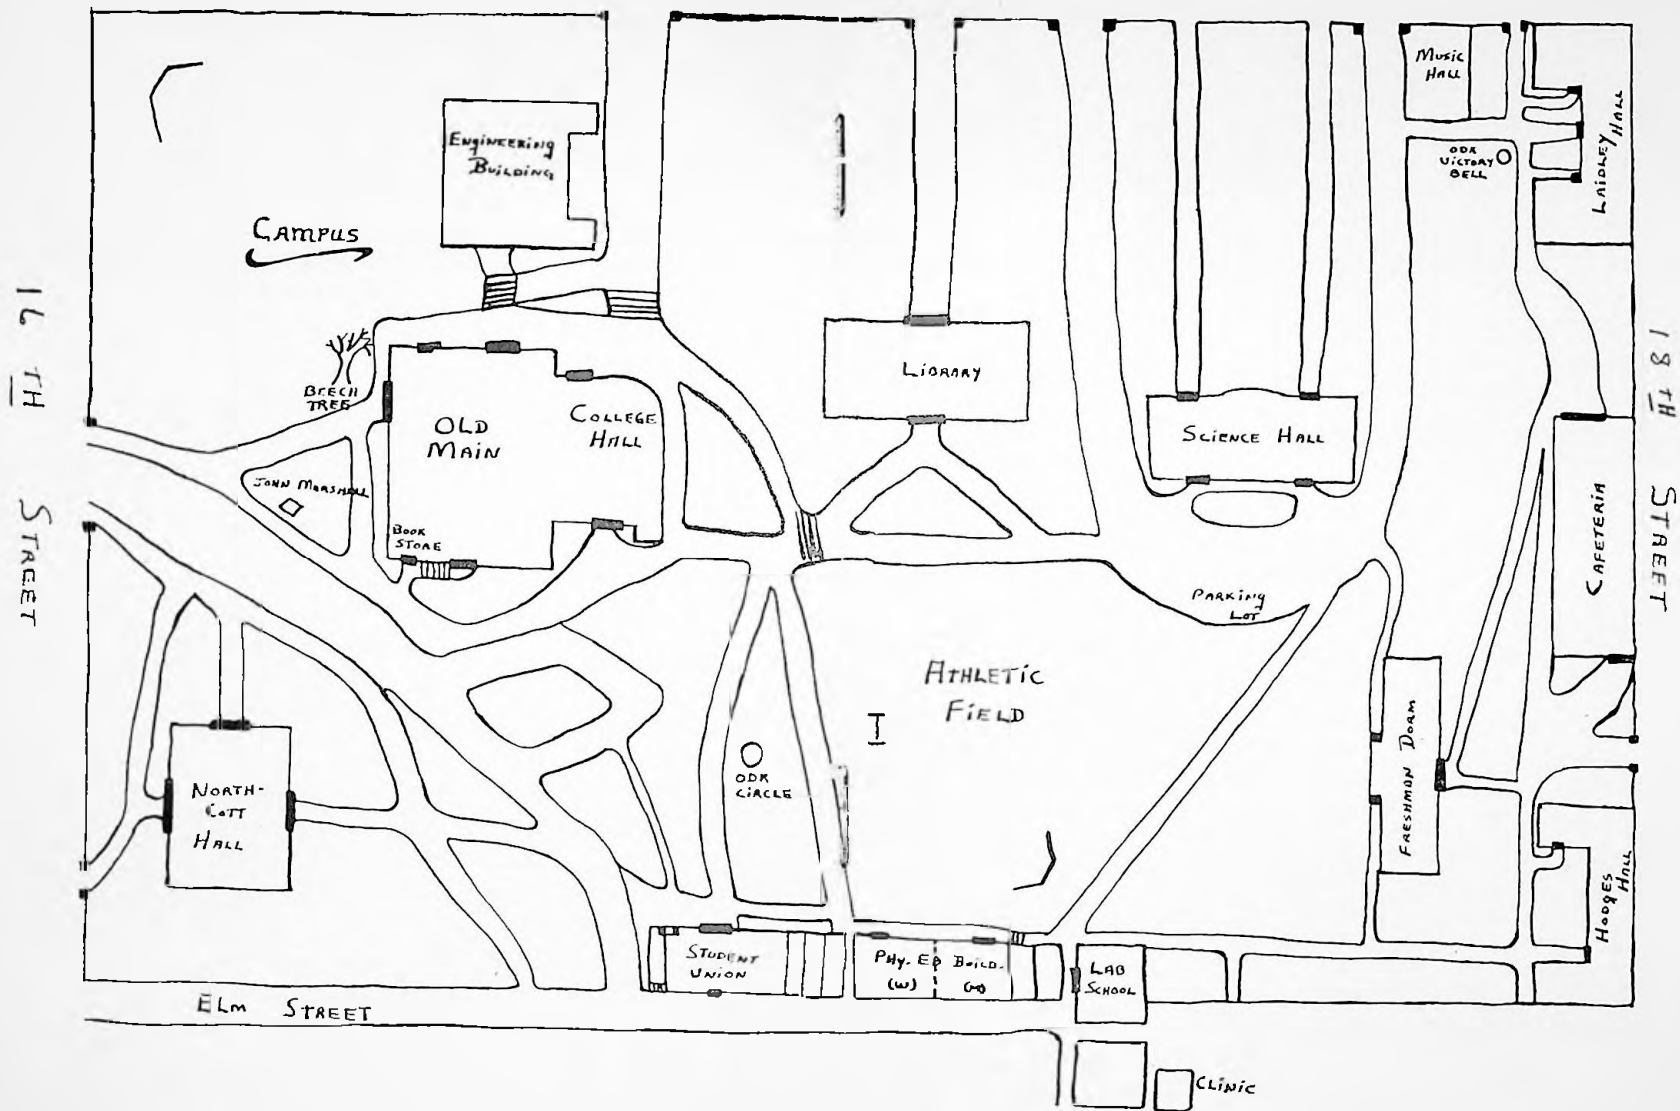 Music
Hall
Engineering
Building
ODK
Victory
Bell
Laidley Hall
Campus
16 TH Street
18 TH Street
Beech
Tree
Old
Main
College
Hall
Library
Science Hall
John Marshall
Book
Store
Cafeteria
Parking
Lot
Athletic
Field
ODK
Circle
North-
cott
Hall
Freshman Dorm
Hodges
Hall
Student
Union
Phy. Ed Build.
(W) (M)
Lab
School
Elm Street
Clinic